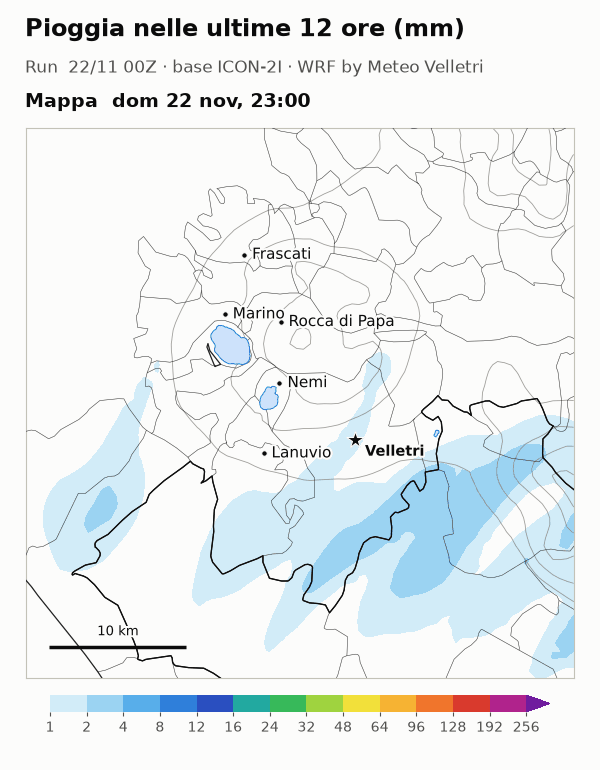 Pioggia nelle ultime 12 ore (mm)
Run  22/11 00Z · base ICON-2I · WRF by Meteo Velletri
Mappa  dom 22 nov, 23:00
Frascati
Marino
Rocca di Papa
Nemi
Velletri
Lanuvio
10 km
1 2 4 8 12 16 24 32 48 64 96 128 192 256